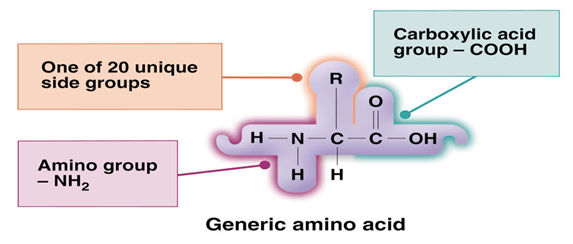 Carboxylic acid
group – COOH
One of 20 unique
side groups
R
O
H N C C OH
H H
Amino group
– NH₂
Generic amino acid